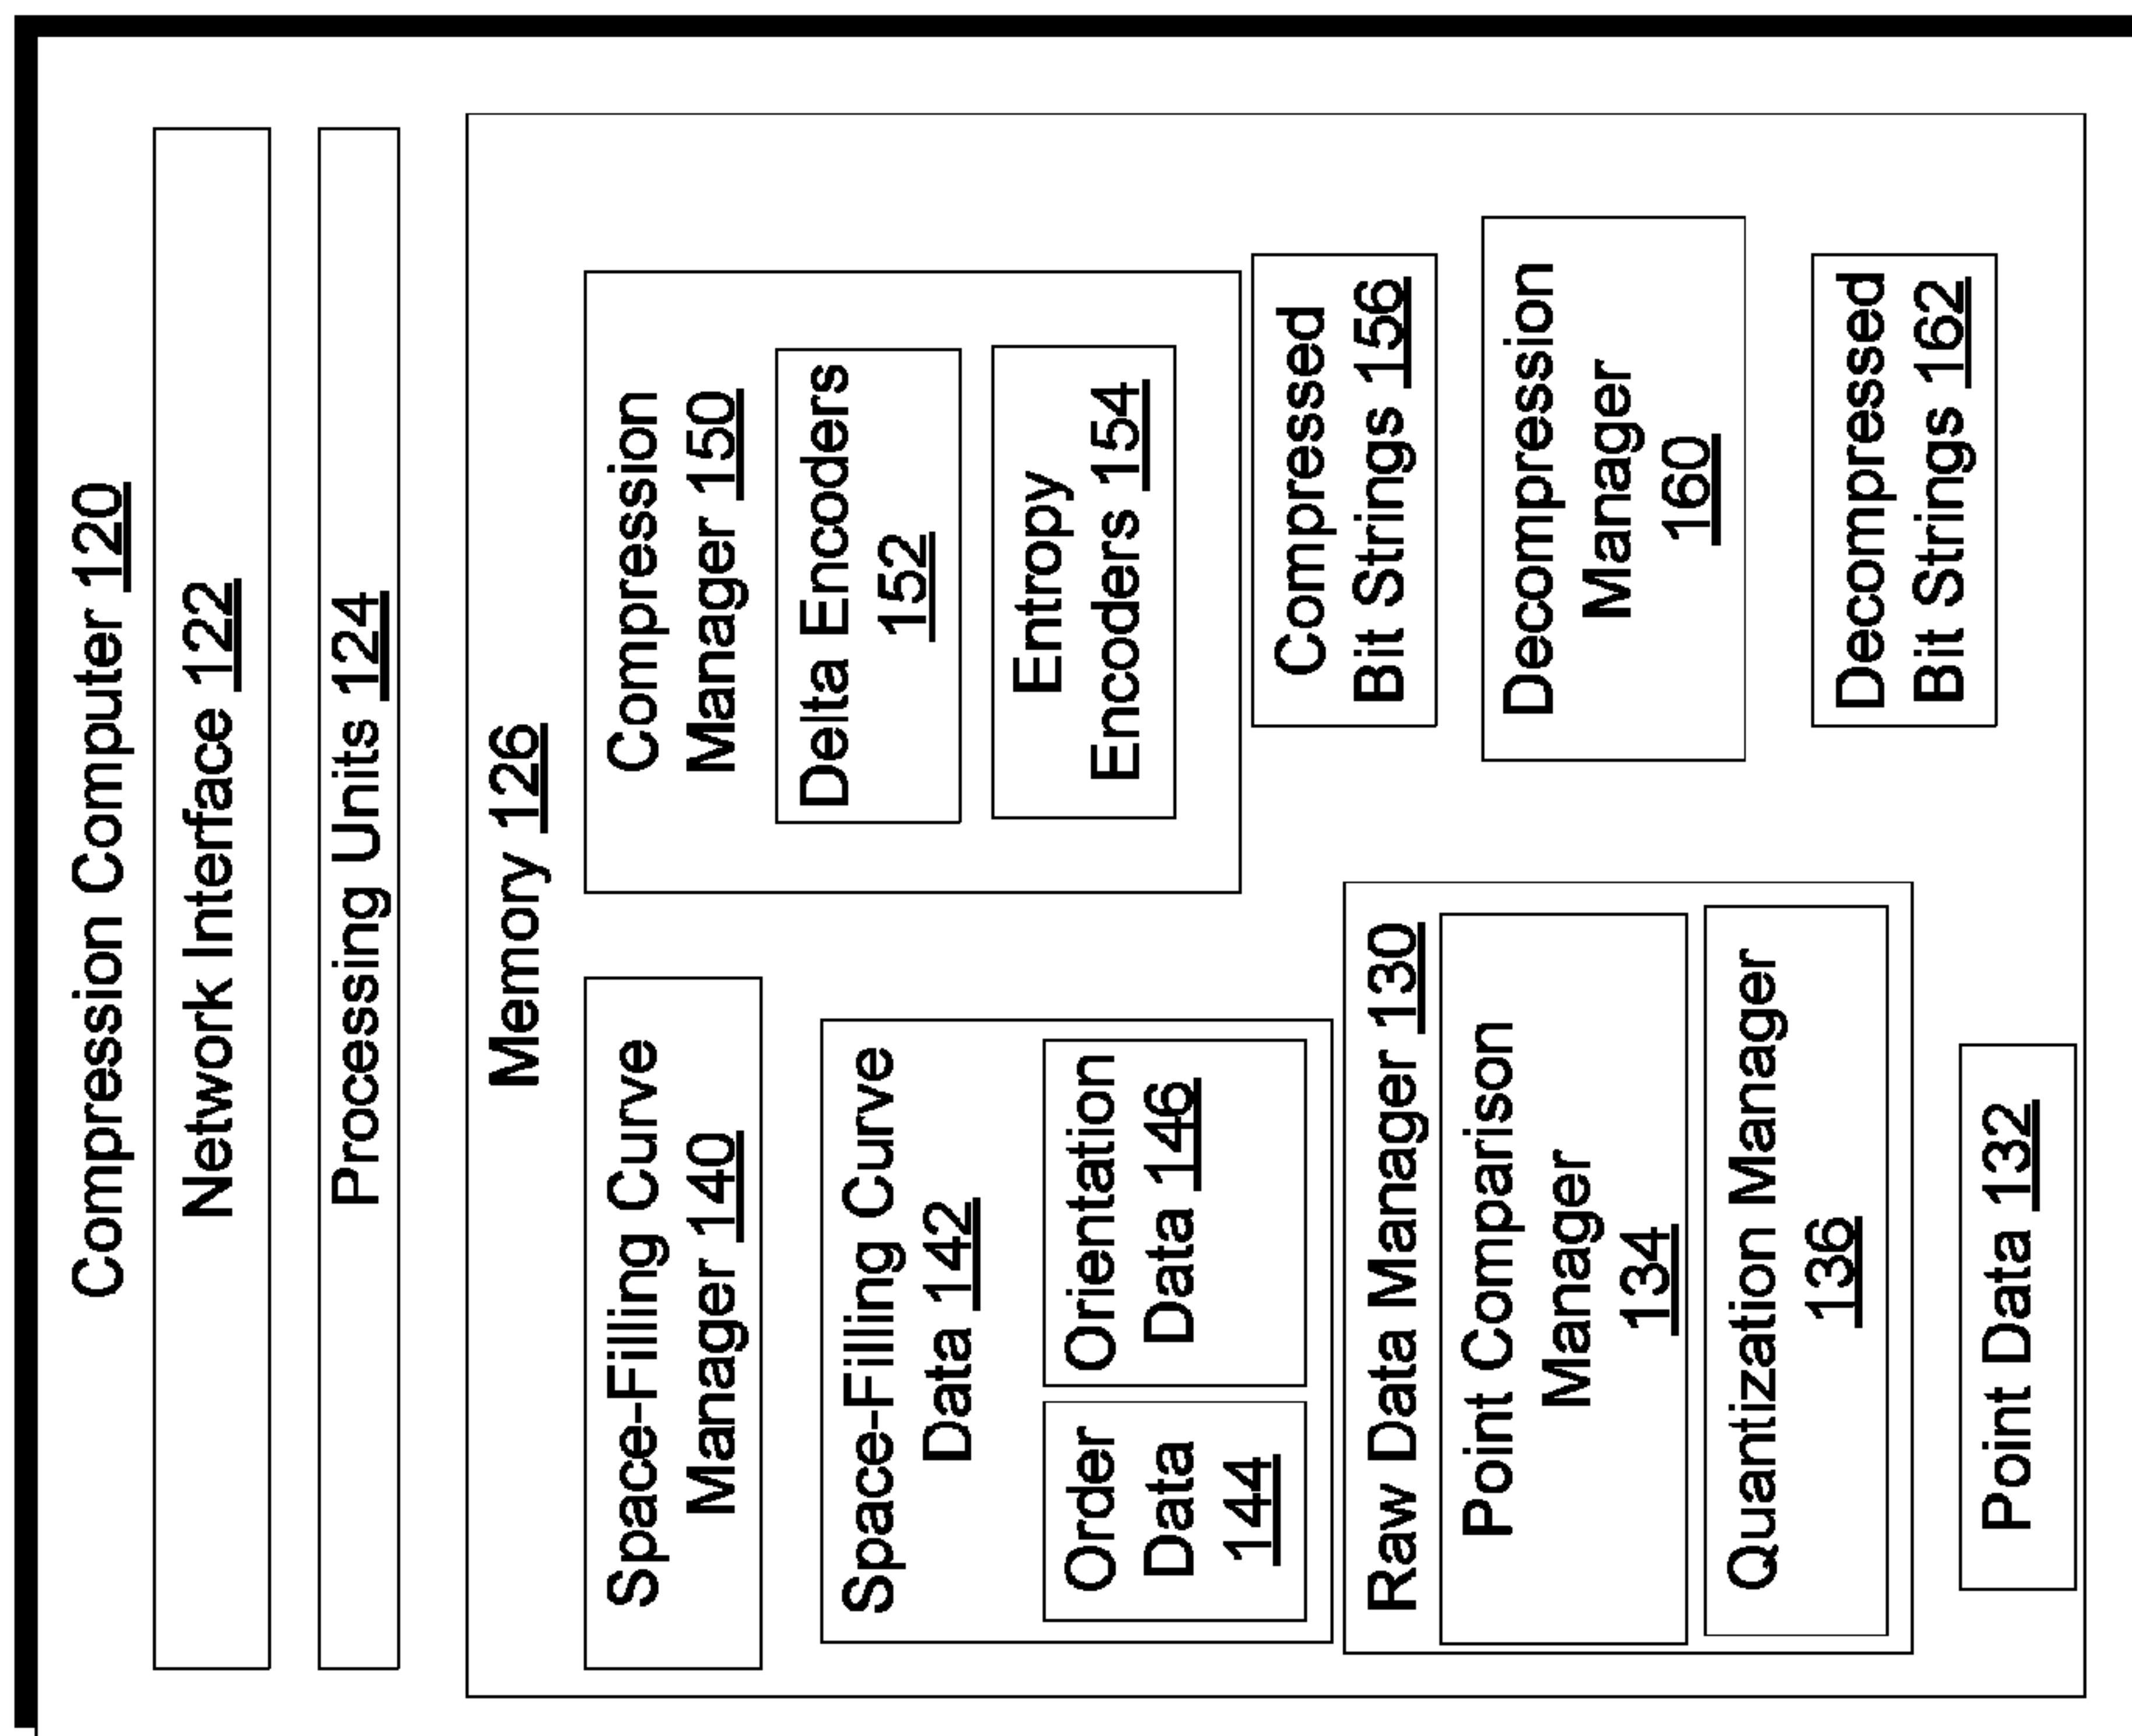 Compression Computer 120
Network Interface 122
Processing Units 124
Memory 126
Space-Filling Curve
Manager 140
Space-Filling Curve
Data 142
Order
Data
144
Orientation
Data 146
Raw Data Manager 130
Point Comparison
Manager
134
Quantization Manager
136
Point Data 132
Compression
Manager 150
Delta Encoders
152
Entropy
Encoders 154
Compressed
Bit Strings 156
Decompression
Manager
160
Decompressed
Bit Strings 162